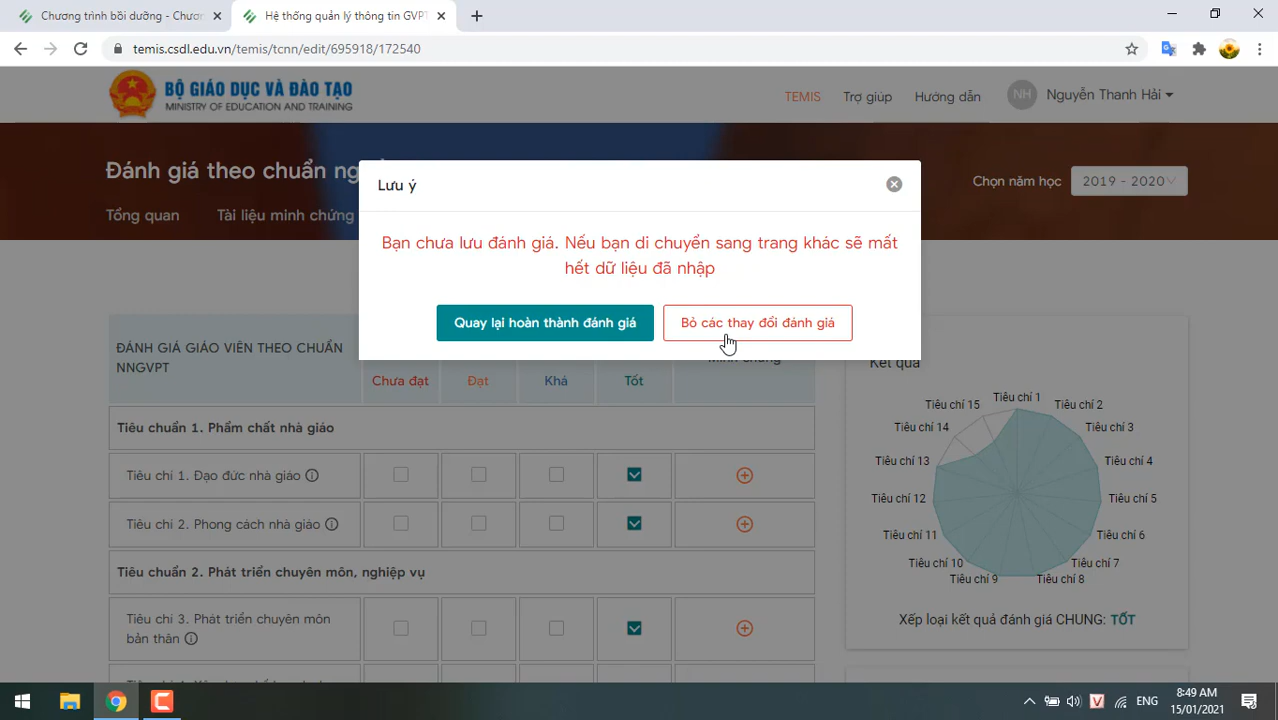 Chương trình bồi dưỡng - Chươr
Hệ thống quản lý thông tin GVPT
temis.csdl.edu.vn/temis/tcnn/edit/695918/172540
BỘ GIÁO DỤC VÀ ĐÀO TẠO
MINISTRY OF EDUCATION AND TRAINING
TEMIS
Trợ giúp
Hướng dẫn
NH
Nguyễn Thanh Hải
Đánh giá theo chuẩn
Chọn năm học
2019 - 2020
Tổng quan
Tài liệu minh chứng
Lưu ý
Bạn chưa lưu đánh giá. Nếu bạn di chuyển sang trang khác sẽ mất
hết dữ liệu đã nhập
Quay lại hoàn thành đánh giá
Bỏ các thay đổi đánh giá
ĐÁNH GIÁ GIÁO VIÊN THEO CHUẨN
NNGVPT
Chưa đạt
Đạt
Khá
Tốt
Tiêu chuẩn 1. Phẩm chất nhà giáo
Tiêu chí 1. Đạo đức nhà giáo
Tiêu chí 2. Phong cách nhà giáo
Tiêu chuẩn 2. Phát triển chuyên môn, nghiệp vụ
Tiêu chí 3. Phát triển chuyên môn
bản thân
Kết quả
Tiêu chí 1
Tiêu chí 15
Tiêu chí 2
Tiêu chí 14
Tiêu chí 3
Tiêu chí 13
Tiêu chí 4
Tiêu chí 12
Tiêu chí 5
Tiêu chí 11
Tiêu chí 6
Tiêu chí 10
Tiêu chí 7
Tiêu chí 9
Tiêu chí 8
Xếp loại kết quả đánh giá CHUNG: TỐT
V
ENG
8:49 AM
15/01/2021